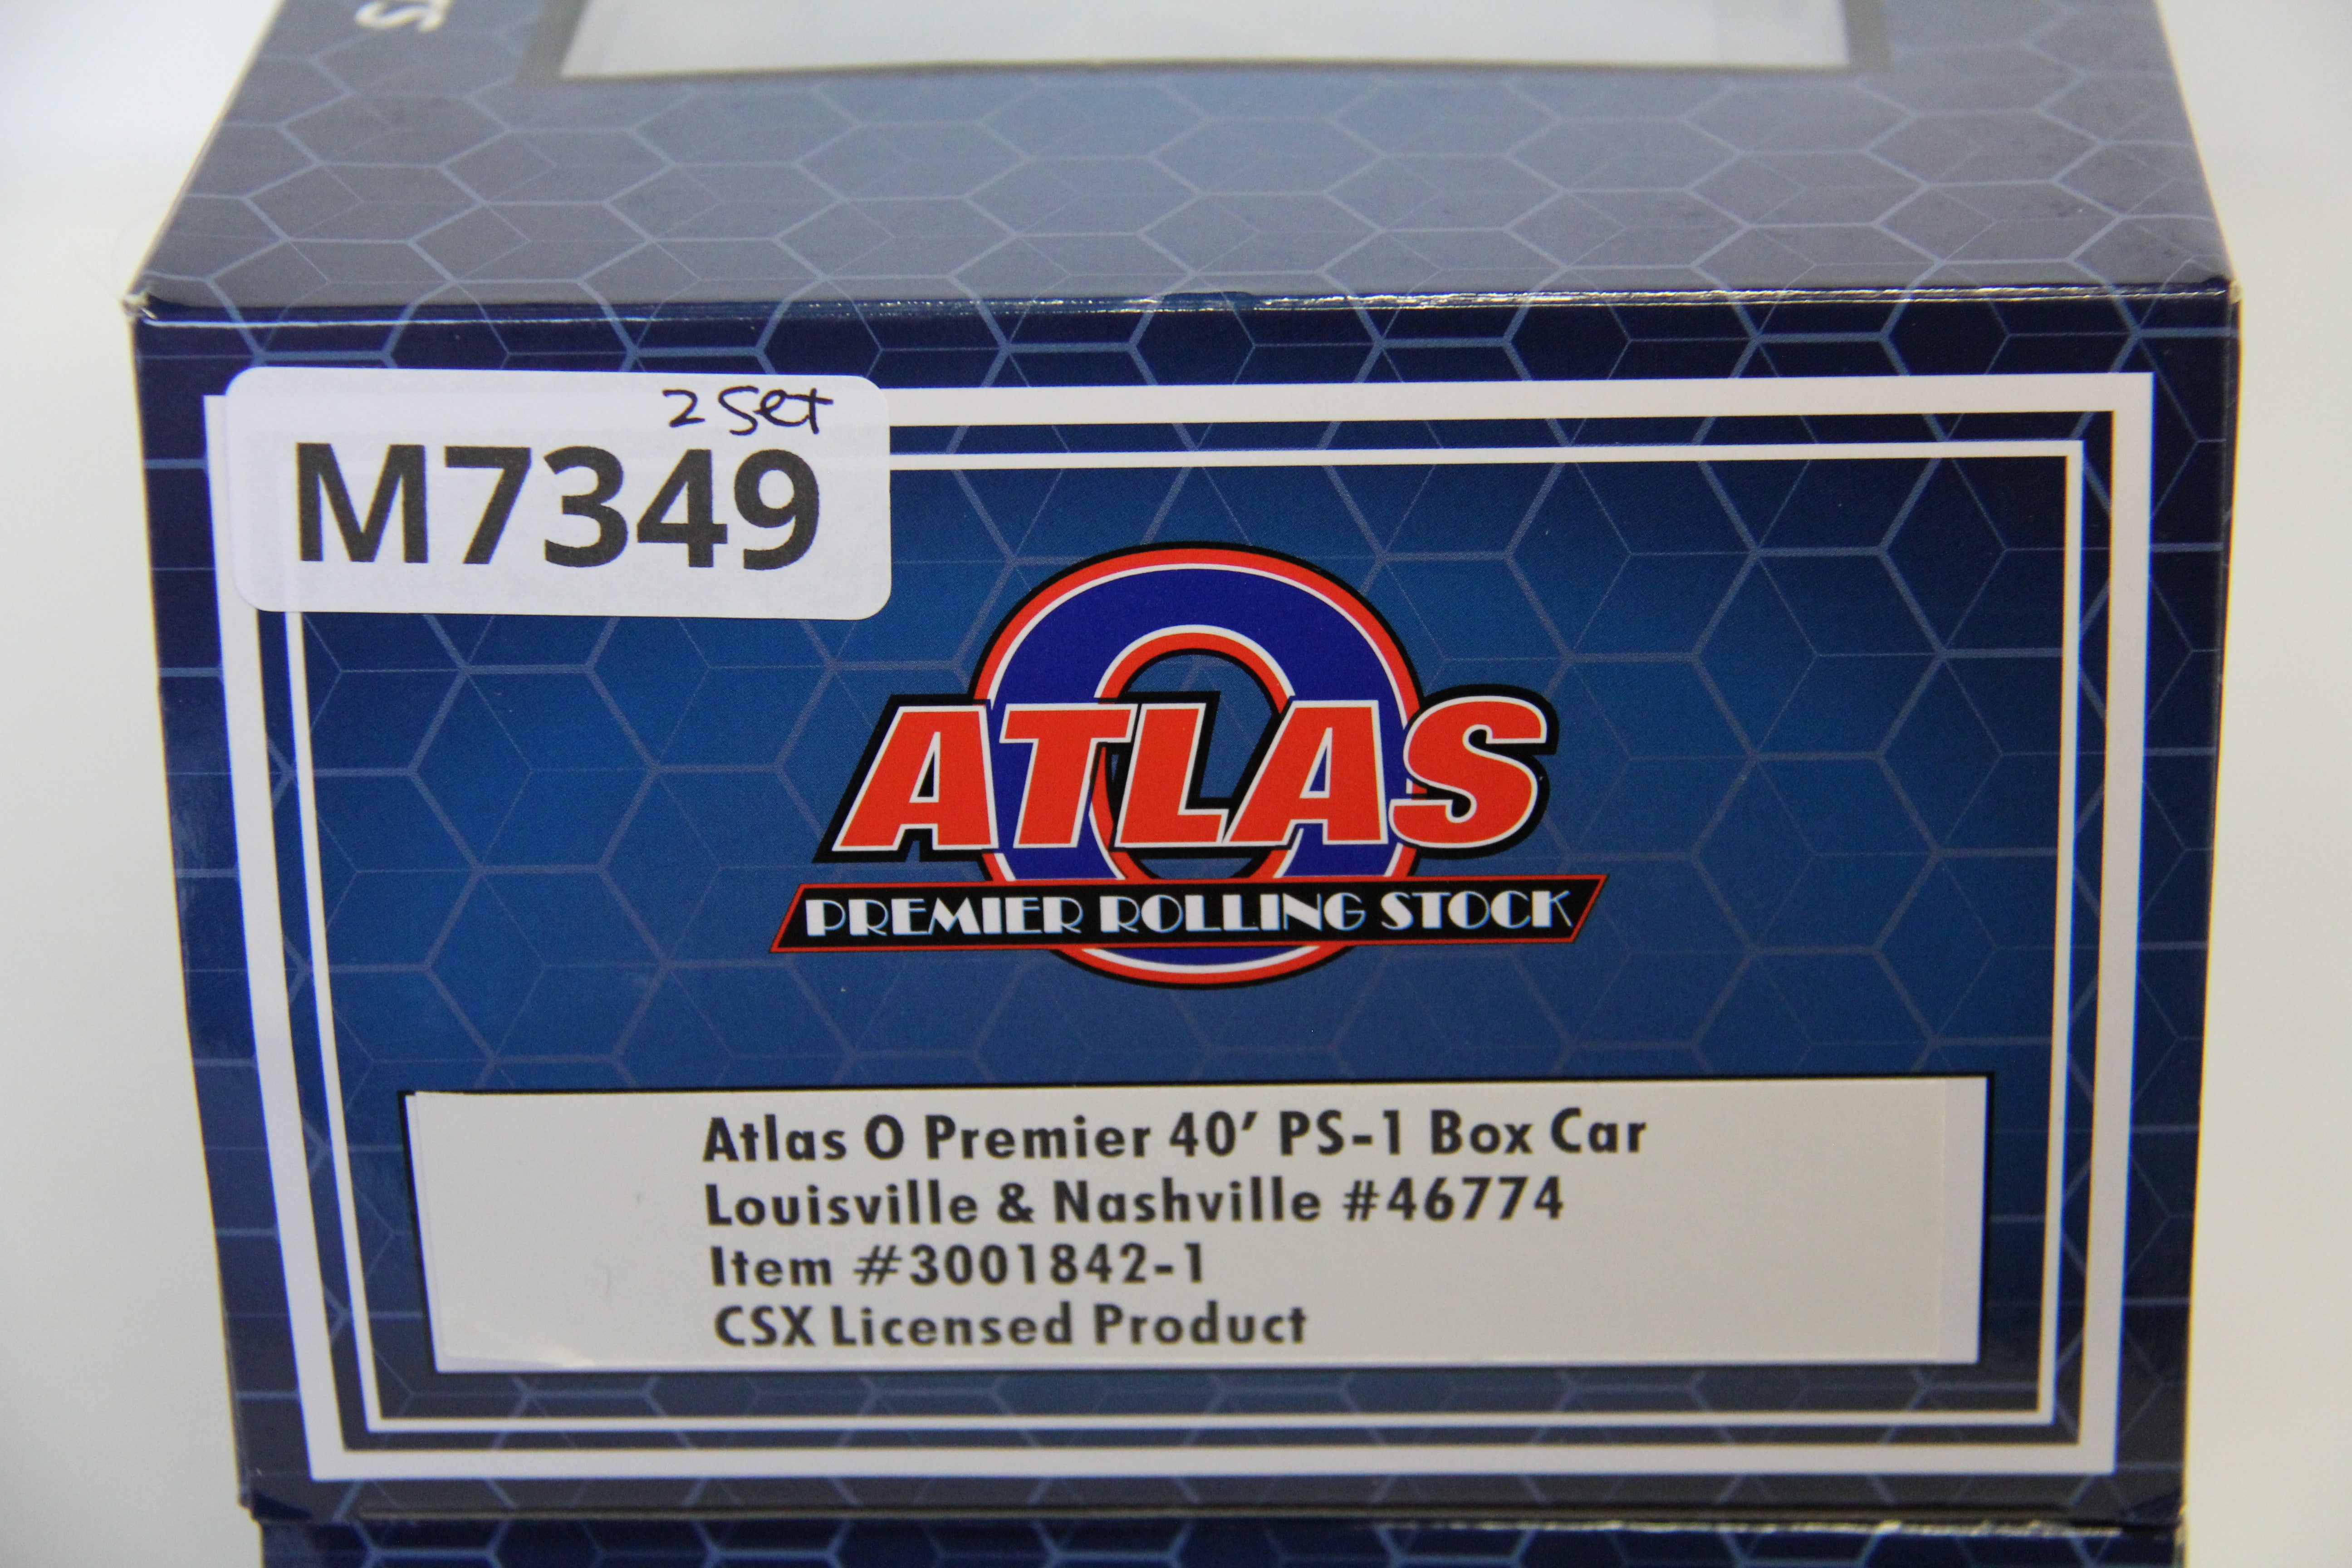 2 Set
M7349
ATLAS O
PREMIER ROLLING STOCK
Atlas O Premier 40' PS-1 Box Car
Louisville & Nashville #46774
Item #3001842-1
CSX Licensed Product